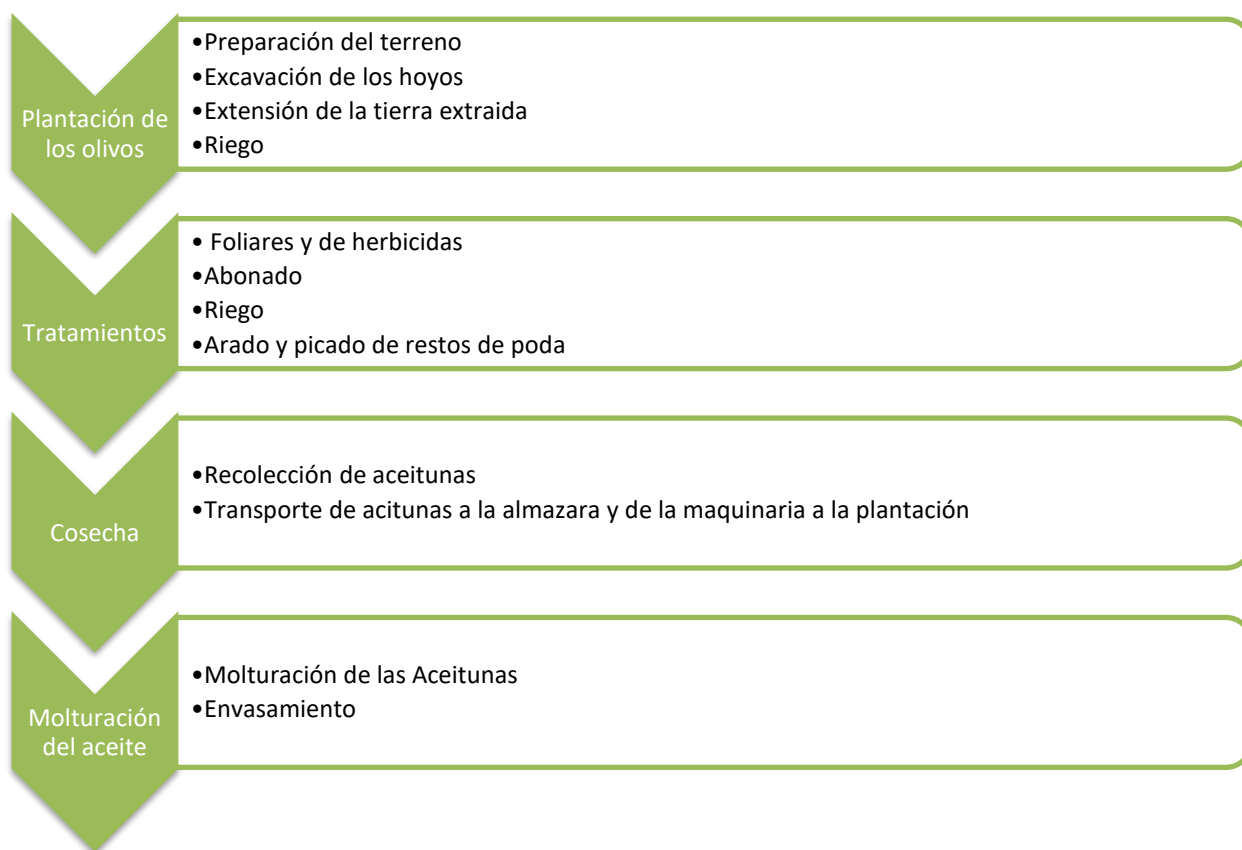 Plantación de
los olivos
•Preparación del terreno
•Excavación de los hoyos
•Extensión de la tierra extraida
•Riego
Tratamientos
• Foliares y de herbicidas
•Abonado
•Riego
•Arado y picado de restos de poda
Cosecha
•Recolección de aceitunas
•Transporte de acitunas a la almazara y de la maquinaria a la plantación
Molturación
del aceite
•Molturación de las Aceitunas
•Envasamiento